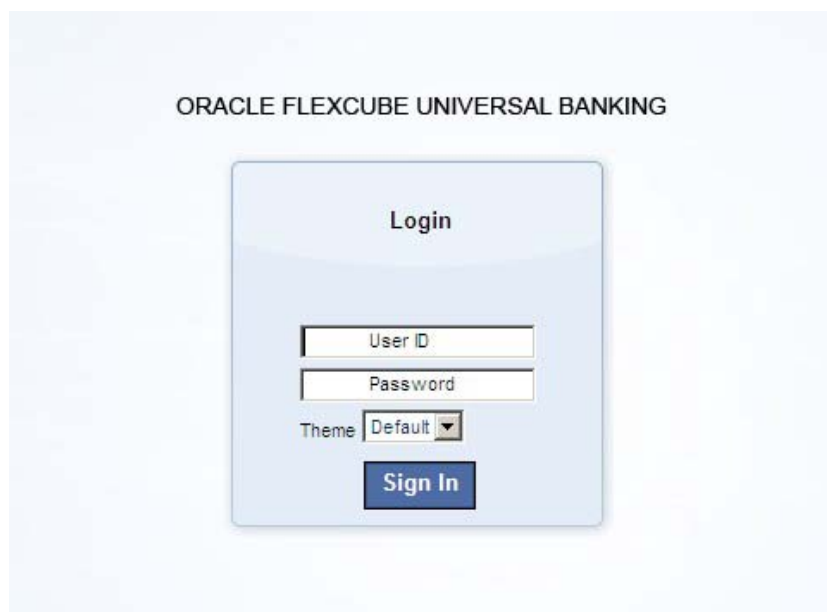 ORACLE FLEXCUBE UNIVERSAL BANKING
Login
User ID
Password
Theme Default
Sign In